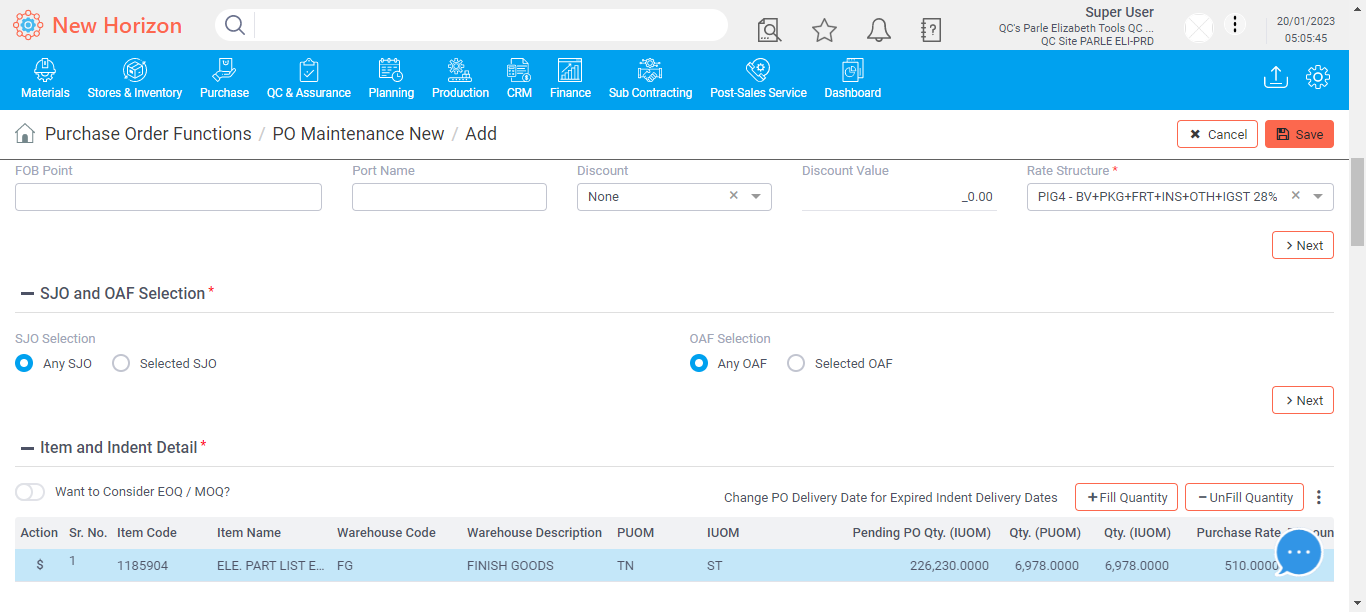 New Horizon
Super User
QC's Parle Elizabeth Tools QC ...
QC Site PARLE ELI-PRD
20/01/2023
05:05:45
Materials Stores & Inventory Purchase QC & Assurance Planning Production CRM Finance Sub Contracting Post-Sales Service Dashboard
Purchase Order Functions / PO Maintenance New / Add
Cancel Save
FOB Point Port Name Discount Discount Value Rate Structure *
None _0.00 PIG4 - BV+PKG+FRT+INS+OTH+IGST 28%
Next
SJO and OAF Selection *
SJO Selection OAF Selection
Any SJO Selected SJO Any OAF Selected OAF
Next
Item and Indent Detail *
Want to Consider EOQ / MOQ?
Change PO Delivery Date for Expired Indent Delivery Dates +Fill Quantity −UnFill Quantity
Action Sr. No. Item Code Item Name Warehouse Code Warehouse Description PUOM IUOM Pending PO Qty. (IUOM) Qty. (PUOM) Qty. (IUOM) Purchase Rate
$ 1 1185904 ELE. PART LIST E... FG FINISH GOODS TN ST 226,230.0000 6,978.0000 6,978.0000 510.0000